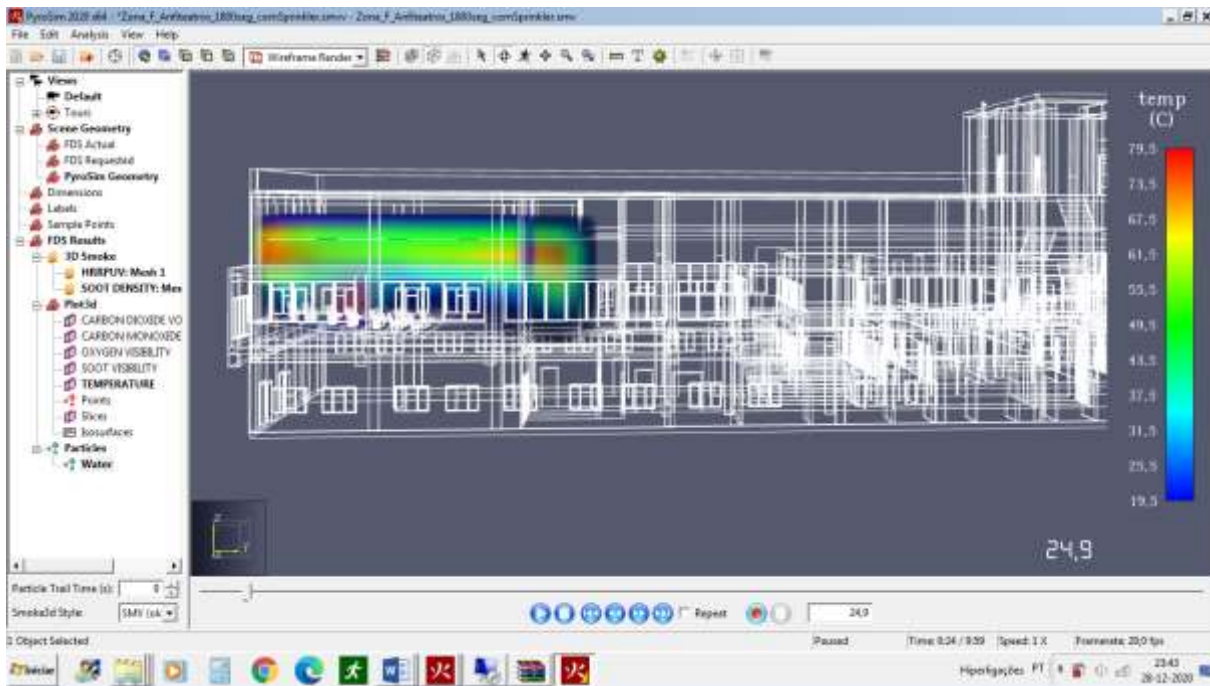 PyroSim 2020 x64 - *Zona_F_Anfiteatros_1800seg_comSprinkler.smvv - Zona_F_Anfiteatros_1800seg_comSprinkler.smv
File Edit Analysis View Help
Wireframe Render
Views
Default
Tours
Scene Geometry
FDS Actual
FDS Requested
PyroSim Geometry
Dimensions
Labels
Sample Points
FDS Results
3D Smoke
HRRPUV: Mesh 1
SOOT DENSITY: Mes
Plot3d
CARBON DIOXIDE VO
CARBON MONOXIDE
OXYGEN VISIBILITY
SOOT VISIBILITY
TEMPERATURE
Points
Slices
Isosurfaces
Particles
Water
temp
(C)
79,5
73,5
67,5
61,5
55,5
49,5
43,5
37,5
31,5
25,5
19,5
24,9
Particle Trail Time (s): 0
Smoke3d Style: SMV
Repeat
24,9
1 Object Selected
Paused
Time: 0:24 / 9:59
Speed: 1 X
Framerate: 20,0 fps
Iniciar
Hiperligações
PT
23:43
28-12-2020